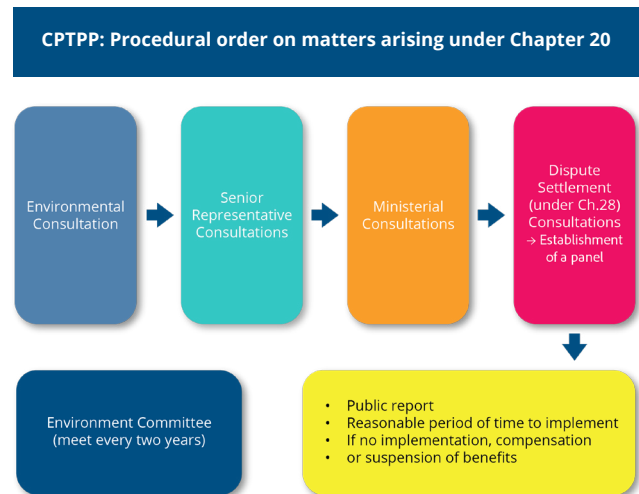 CPTPP: Procedural order on matters arising under Chapter 20
Environmental
Consultation
Senior
Representative
Consultations
Ministerial
Consultations
Dispute
Settlement
(under Ch.28)
Consultations
→ Establishment
of a panel
Environment Committee
(meet every two years)
• Public report
• Reasonable period of time to implement
• If no implementation, compensation
• or suspension of benefits